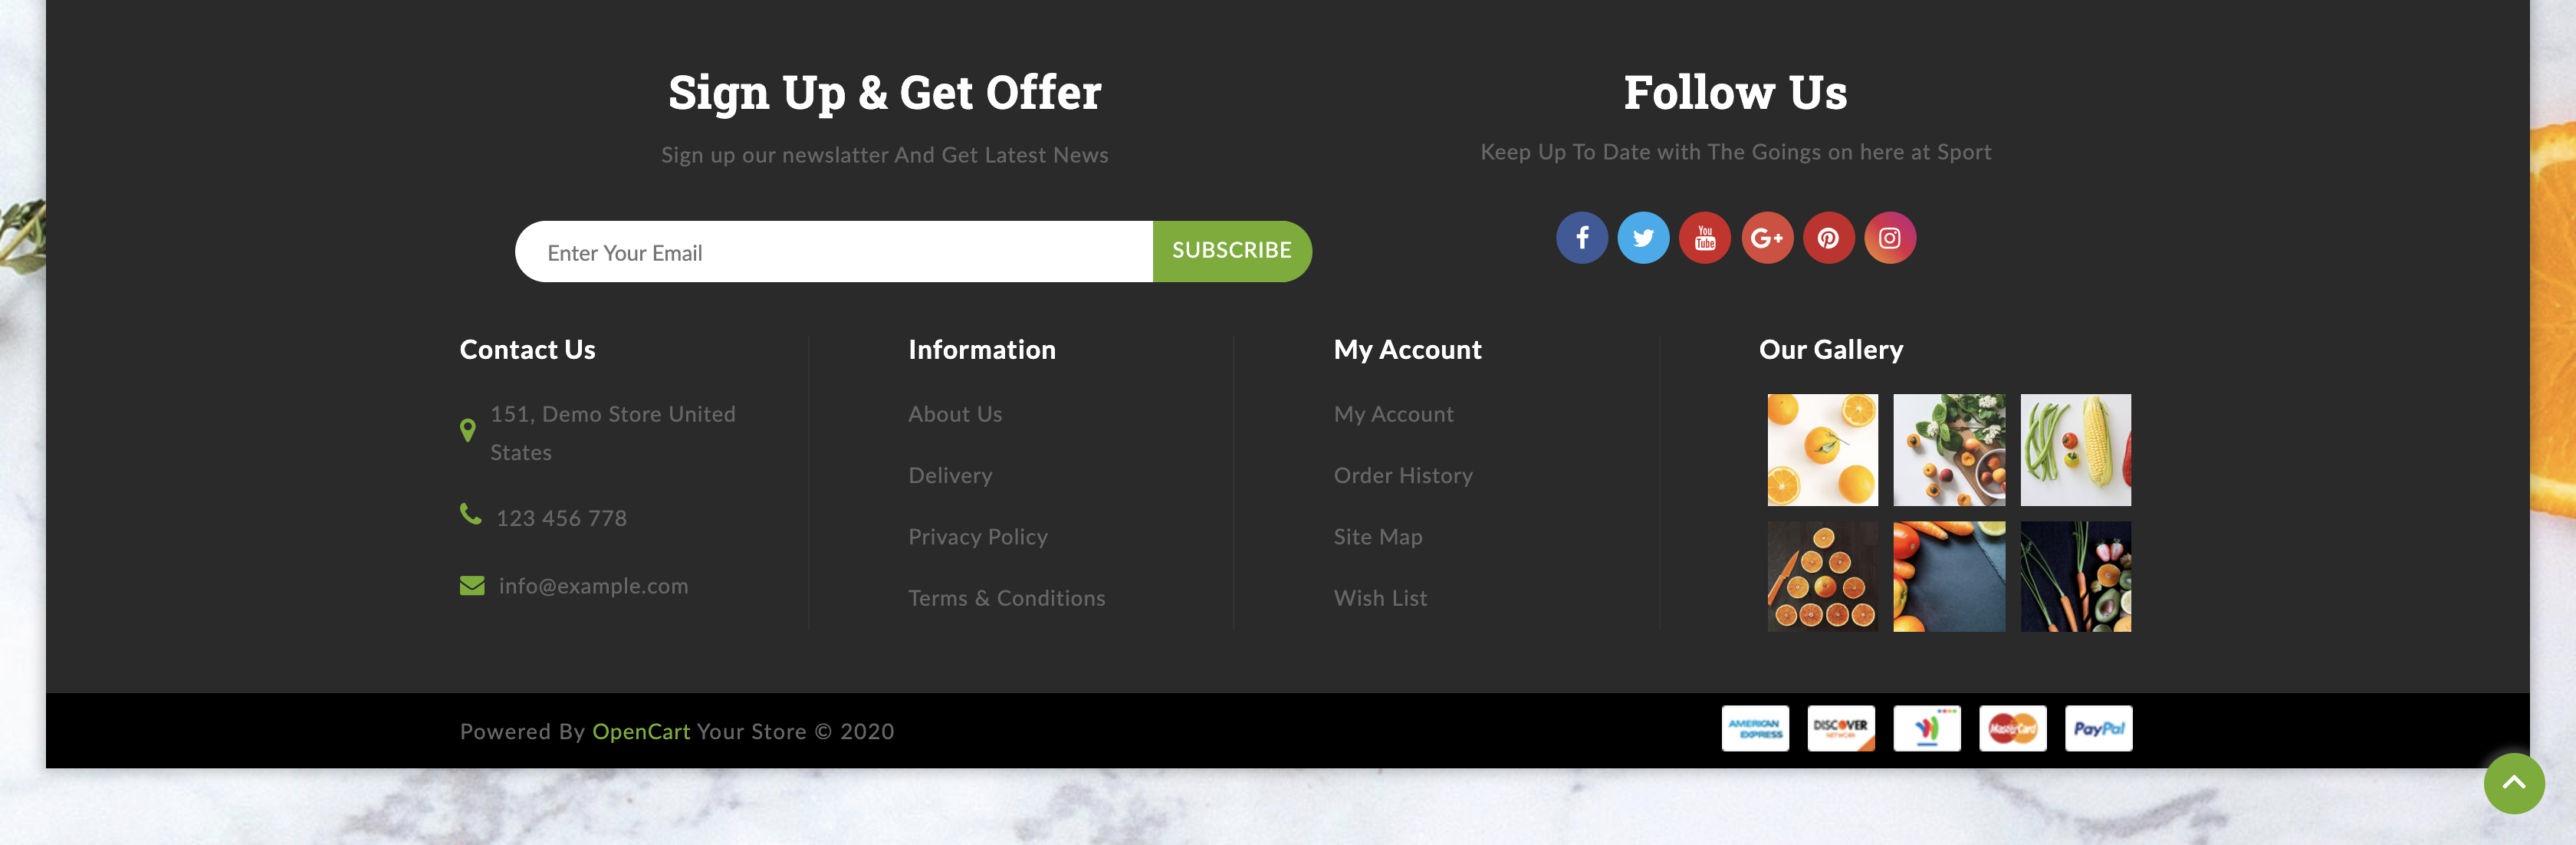 Sign Up & Get Offer
Sign up our newslatter And Get Latest News
Enter Your Email
SUBSCRIBE
Follow Us
Keep Up To Date with The Goings on here at Sport
You
Tube
G+
Contact Us
151, Demo Store United
States
123 456 778
info@example.com
Information
About Us
Delivery
Privacy Policy
Terms & Conditions
My Account
My Account
Order History
Site Map
Wish List
Our Gallery
Powered By OpenCart Your Store © 2020
AMERICAN
EXPRESS
DISCOVER
NETWORK
MasterCard
PayPal